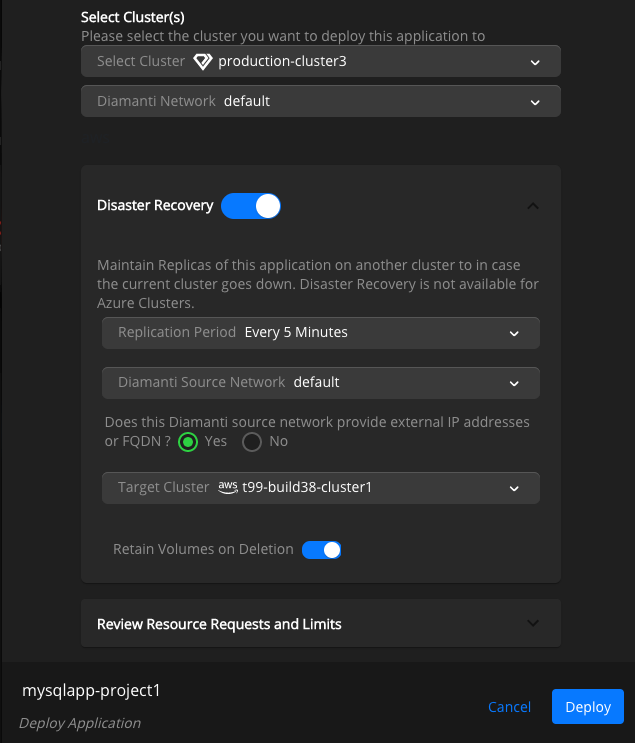 Select Cluster(s)
Please select the cluster you want to deploy this application to
Select Cluster production-cluster3
Diamanti Network default
Disaster Recovery
Maintain Replicas of this application on another cluster to in case
the current cluster goes down. Disaster Recovery is not available for
Azure Clusters.
Replication Period Every 5 Minutes
Diamanti Source Network default
Does this Diamanti source network provide external IP addresses
or FQDN ? Yes No
Target Cluster aws t99-build38-cluster1
Retain Volumes on Deletion
Review Resource Requests and Limits
mysqlapp-project1
Cancel Deploy
Deploy Application